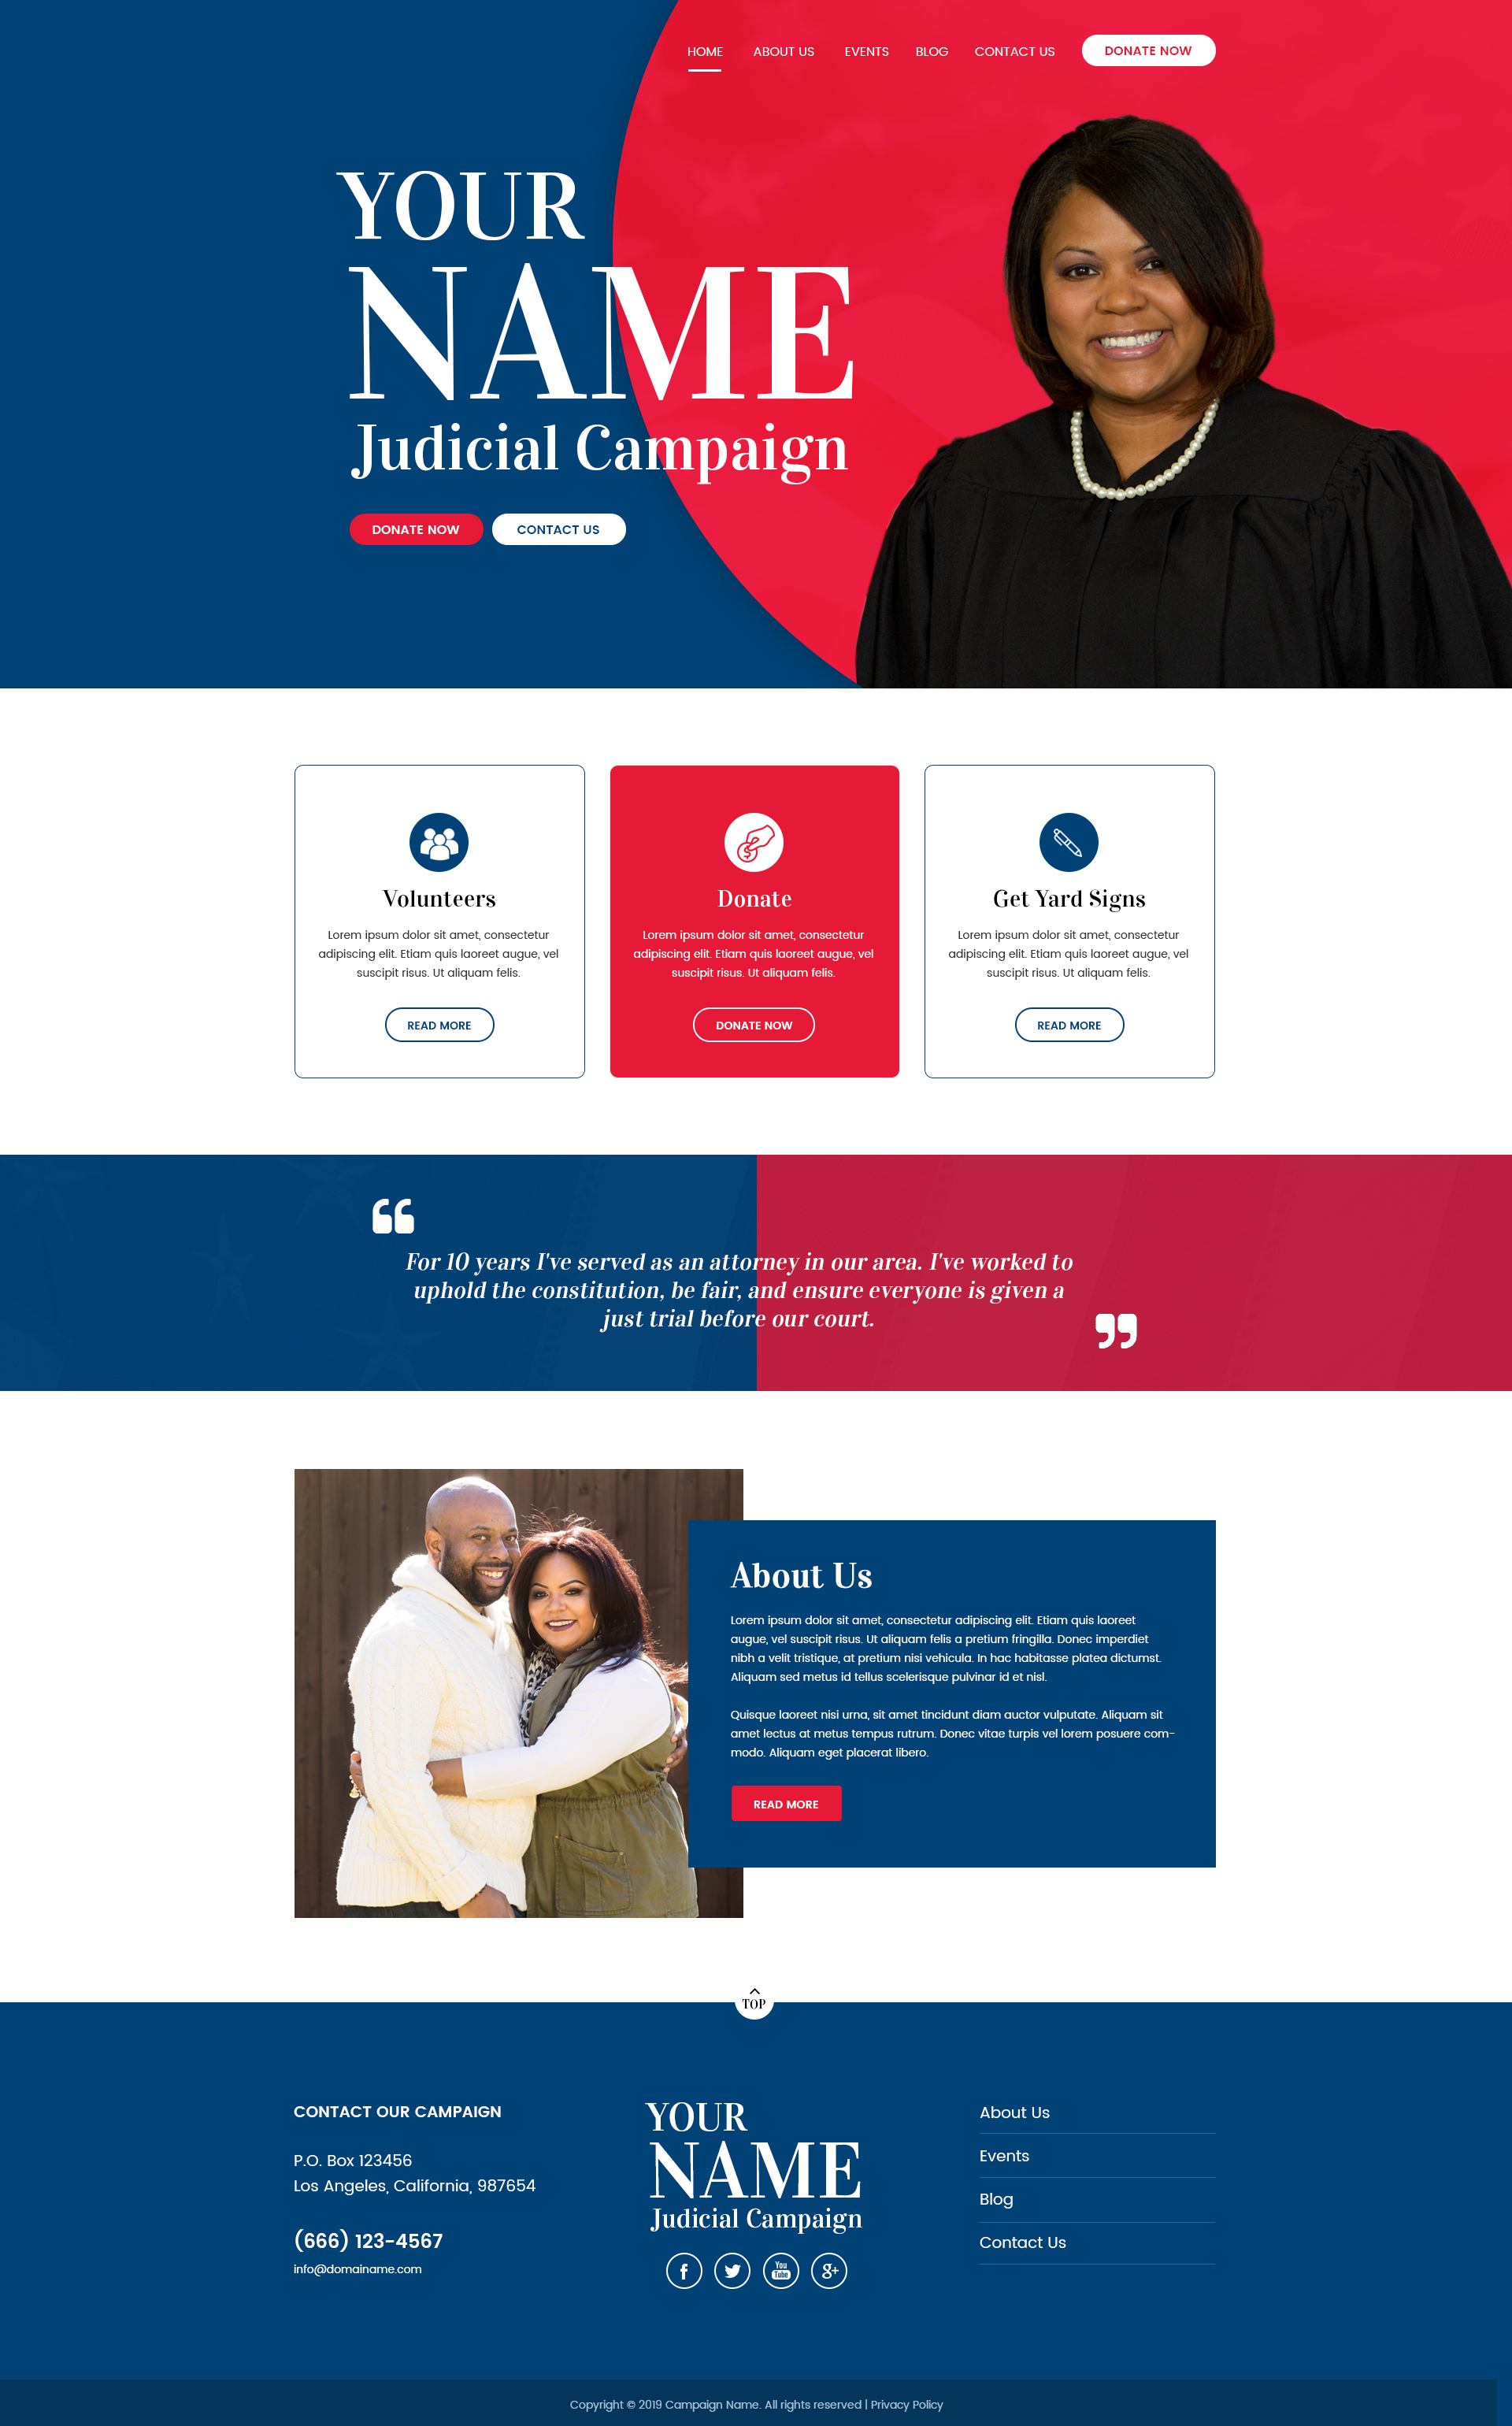 HOME ABOUT US EVENTS BLOG CONTACT US DONATE NOW
YOUR
NAME
Judicial Campaign
DONATE NOW CONTACT US
Volunteers
Lorem ipsum dolor sit amet, consectetur
adipiscing elit. Etiam quis laoreet augue, vel
suscipit risus. Ut aliquam felis.
READ MORE
Donate
Lorem ipsum dolor sit amet, consectetur
adipiscing elit. Etiam quis laoreet augue, vel
suscipit risus. Ut aliquam felis.
DONATE NOW
Get Yard Signs
Lorem ipsum dolor sit amet, consectetur
adipiscing elit. Etiam quis laoreet augue, vel
suscipit risus. Ut aliquam felis.
READ MORE
“
For 10 years I've served as an attorney in our area. I've worked to
uphold the constitution, be fair, and ensure everyone is given a
just trial before our court.
”
About Us
Lorem ipsum dolor sit amet, consectetur adipiscing elit. Etiam quis laoreet
augue, vel suscipit risus. Ut aliquam felis a pretium fringilla. Donec imperdiet
nibh a velit tristique, at pretium nisi vehicula. In hac habitasse platea dictumst.
Aliquam sed metus id tellus scelerisque pulvinar id et nisl.
Quisque laoreet nisi urna, sit amet tincidunt diam auctor vulputate. Aliquam sit
amet lectus at metus tempus rutrum. Donec vitae turpis vel lorem posuere com-
modo. Aliquam eget placerat libero.
READ MORE
TOP
CONTACT OUR CAMPAIGN
P.O. Box 123456
Los Angeles, California, 987654
(666) 123-4567
info@domainame.com
YOUR
NAME
Judicial Campaign
f You Tube g+
About Us
Events
Blog
Contact Us
Copyright © 2019 Campaign Name. All rights reserved | Privacy Policy